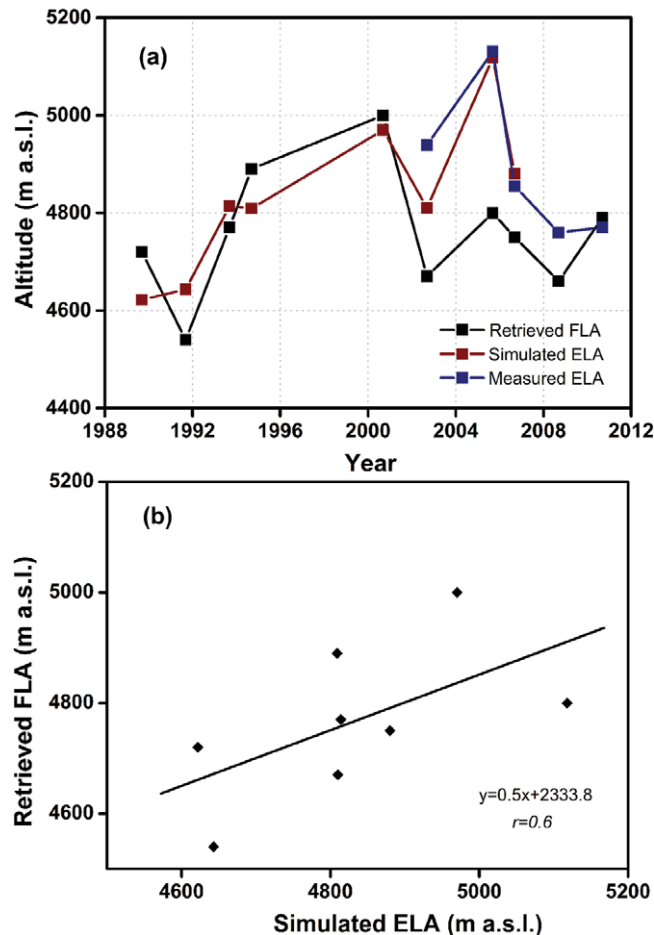 5200
(a)
5000
4800
4600
4400
Altitude (m a.s.l.)
Retrieved FLA
Simulated ELA
Measured ELA
1988 1992 1996 2000 2004 2008 2012
Year
5200
(b)
5000
4800
4600
Retrieved FLA (m a.s.l.)
y=0.5x+2333.8
r=0.6
4600 4800 5000 5200
Simulated ELA (m a.s.l.)